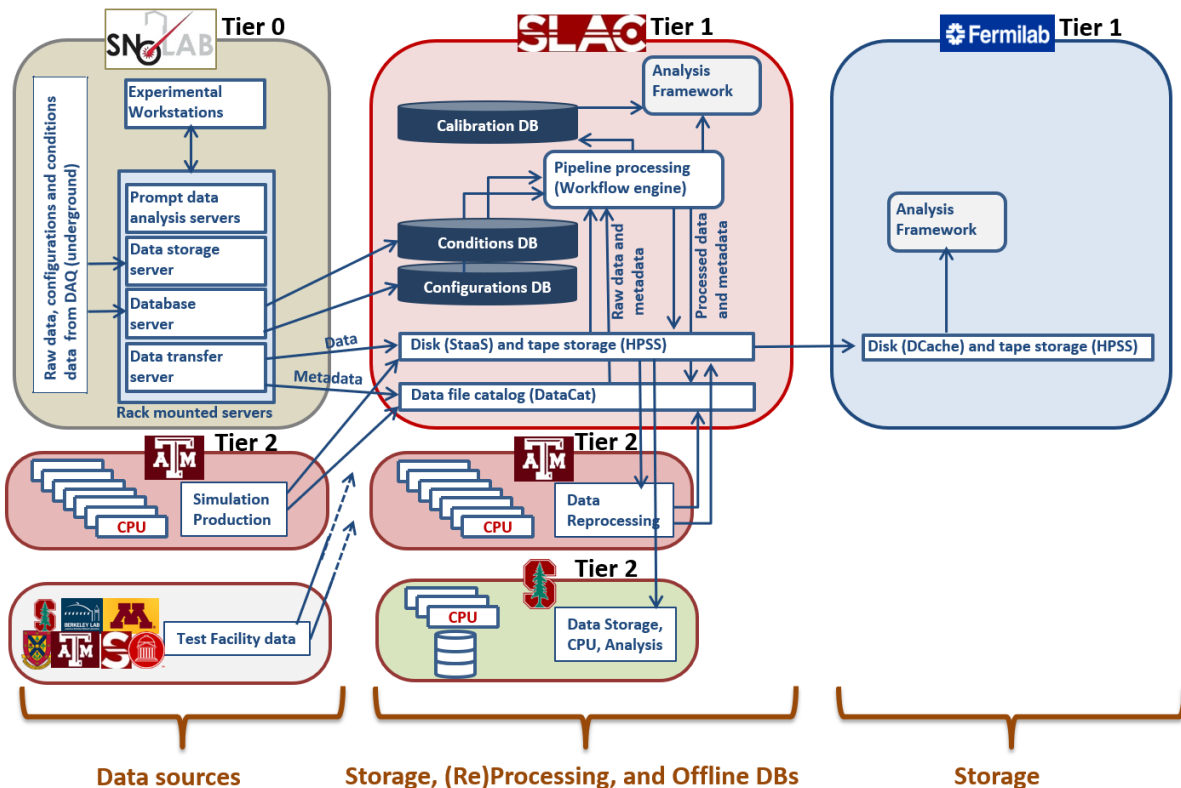 SNOLAB
Tier 0
Raw data, configurations and conditions
data from DAQ (underground)
Experimental
Workstations
Prompt data
analysis servers
Data storage
server
Database
server
Data transfer
server
Rack mounted servers
Data
Metadata
SLAC
Tier 1
Analysis
Framework
Calibration DB
Pipeline processing
(Workflow engine)
Conditions DB
Configurations DB
Raw data and
metadata
Processed data
and metadata
Disk (StaaS) and tape storage (HPSS)
Data file catalog (DataCat)
Fermilab
Tier 1
Analysis
Framework
Disk (DCache) and tape storage (HPSS)
ATM
Tier 2
CPU
Simulation
Production
ATM
Tier 2
CPU
Data
Reprocessing
S
BERKELEY LAB
M
ATM
S
Test Facility data
S
Tier 2
CPU
Data Storage,
CPU, Analysis
Data sources
Storage, (Re)Processing, and Offline DBs
Storage